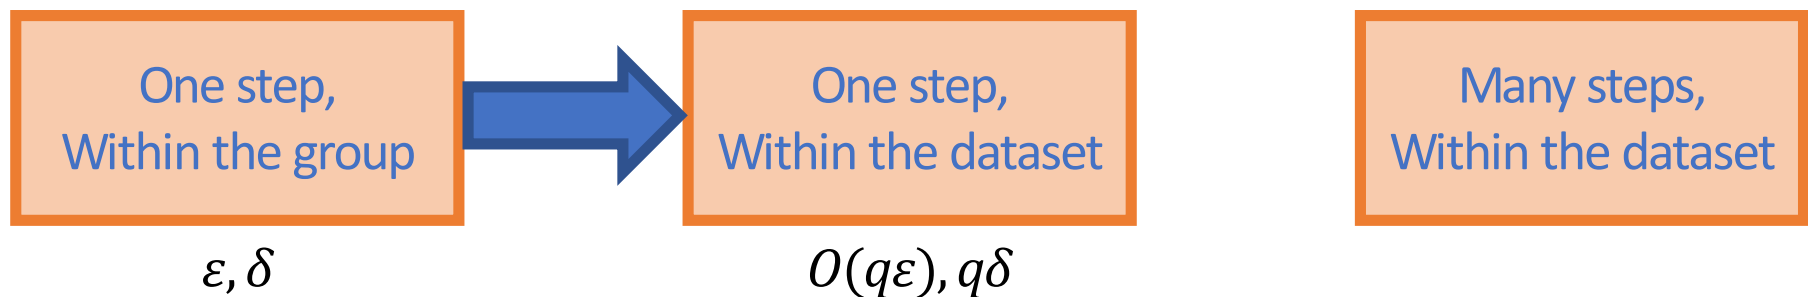 One step,
Within the group
One step,
Within the dataset
Many steps,
Within the dataset
ε, δ
O(qε), qδ